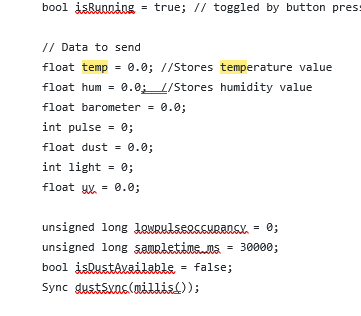 bool isRunning = true; // toggled by button press
// Data to send
float temp = 0.0; //Stores temperature value
float hum = 0.0; //Stores humidity value
float barometer = 0.0;
int pulse = 0;
float dust = 0.0;
int light = 0;
float uv = 0.0;
unsigned long lowpulseoccupancy = 0;
unsigned long sampletime_ms = 30000;
bool isDustAvailable = false;
Sync dustSync(millis());